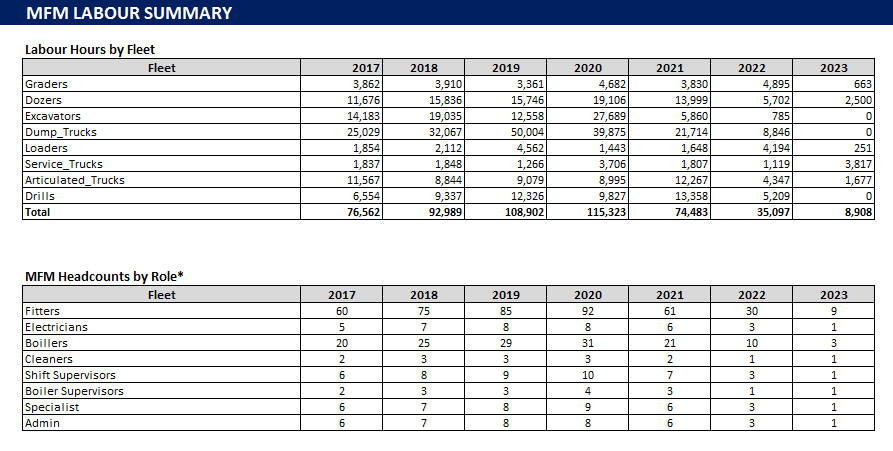 MFM LABOUR SUMMARY
Labour Hours by Fleet
Fleet 2017 2018 2019 2020 2021 2022 2023
Graders 3,862 3,910 3,361 4,682 3,830 4,895 663
Dozers 11,676 15,836 15,746 19,106 13,999 5,702 2,500
Excavators 14,183 19,035 12,558 27,689 5,860 785 0
Dump_Trucks 25,029 32,067 50,004 39,875 21,714 8,846 0
Loaders 1,854 2,112 4,562 1,443 1,648 4,194 251
Service_Trucks 1,837 1,848 1,266 3,706 1,807 1,119 3,817
Articulated_Trucks 11,567 8,844 9,079 8,995 12,267 4,347 1,677
Drills 6,554 9,337 12,326 9,827 13,358 5,209 0
Total 76,562 92,989 108,902 115,323 74,483 35,097 8,908
MFM Headcounts by Role*
Fleet 2017 2018 2019 2020 2021 2022 2023
Fitters 60 75 85 92 61 30 9
Electricians 5 7 8 8 6 3 1
Boillers 20 25 29 31 21 10 3
Cleaners 2 3 3 3 2 1 1
Shift Supervisors 6 8 9 10 7 3 1
Boiler Supervisors 2 3 3 4 3 1 1
Specialist 6 7 8 9 6 3 1
Admin 6 7 8 8 6 3 1